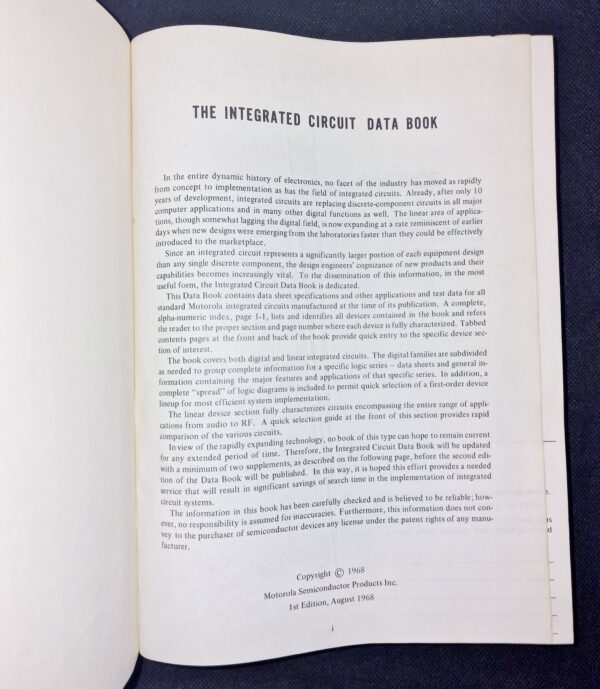 THE INTEGRATED CIRCUIT DATA BOOK
In the entire dynamic history of electronics, no facet of the industry has moved as rapidly
from concept to implementation as has the field of integrated circuits. Already, after only 10
years of development, integrated circuits are replacing discrete-component circuits in all major
computer applications and in many other digital functions as well. The linear area of applica-
tions, though somewhat lagging the digital field, is now expanding at a rate reminiscent of earlier
days when new designs were emerging from the laboratories faster than they could be effectively
introduced to the marketplace.
Since an integrated circuit represents a significantly larger portion of each equipment design
than any single discrete component, the design engineers' cognizance of new products and their
capabilities becomes increasingly vital. To the dissemination of this information, in the most
useful form, the Integrated Circuit Data Book is dedicated.
This Data Book contains data sheet specifications and other applications and test data for all
standard Motorola integrated circuits manufactured at the time of its publication. A complete,
alpha-numeric index, page 1-1, lists and identifies all devices contained in the book and refers
the reader to the proper section and page number where each device is fully characterized. Tabbed
contents pages at the front and back of the book provide quick entry to the specific device sec-
tion of interest.
The book covers both digital and linear integrated circuits. The digital families are subdivided
as needed to group complete information for a specific logic series – data sheets and general in-
formation containing the major features and applications of that specific series. In addition, a
complete "spread" of logic diagrams is included to permit quick selection of a first-order device
lineup for most efficient system implementation.
The linear device section fully characterizes circuits encompassing the entire range of appli-
cations from audio to RF. A quick selection guide at the front of this section provides rapid
comparison of the various circuits.
In view of the rapidly expanding technology, no book of this type can hope to remain current
for any extended period of time. Therefore, the Integrated Circuit Data Book will be updated
with a minimum of two supplements, as described on the following page, before the second edi-
tion of the Data Book will be published. In this way, it is hoped this effort provides a needed
service that will result in significant savings of search time in the implementation of integrated
circuit systems.
The information in this book has been carefully checked and is believed to be reliable; how-
ever, no responsibility is assumed for inaccuracies. Furthermore, this information does not con-
vey to the purchaser of semiconductor devices any license under the patent rights of any manu-
facturer.
Copyright © 1968
Motorola Semiconductor Products Inc.
1st Edition, August 1968
i